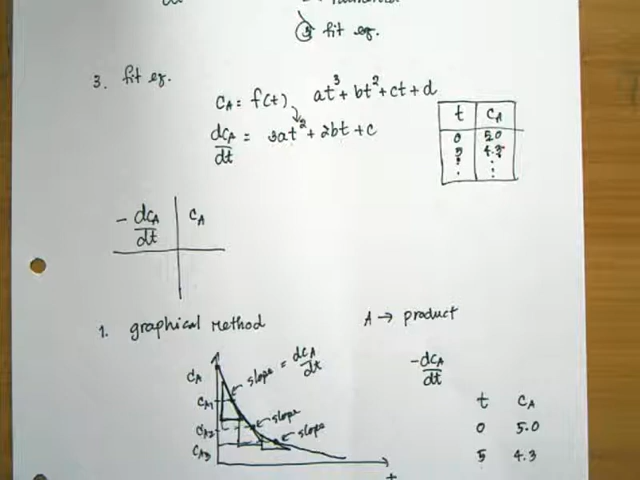 fit eq.
3. fit eq.
CA = f(t) at³ + bt² + ct + d
dCA/dt = 3at² + 2bt + c
t CA
0 5.0
5 4.3
: :
- dCA/dt CA
1. graphical method A → product
CA slope = dCA/dt
-dCA/dt
CA1
CA2 slope
CA3 slope
t
t CA
0 5.0
5 4.3